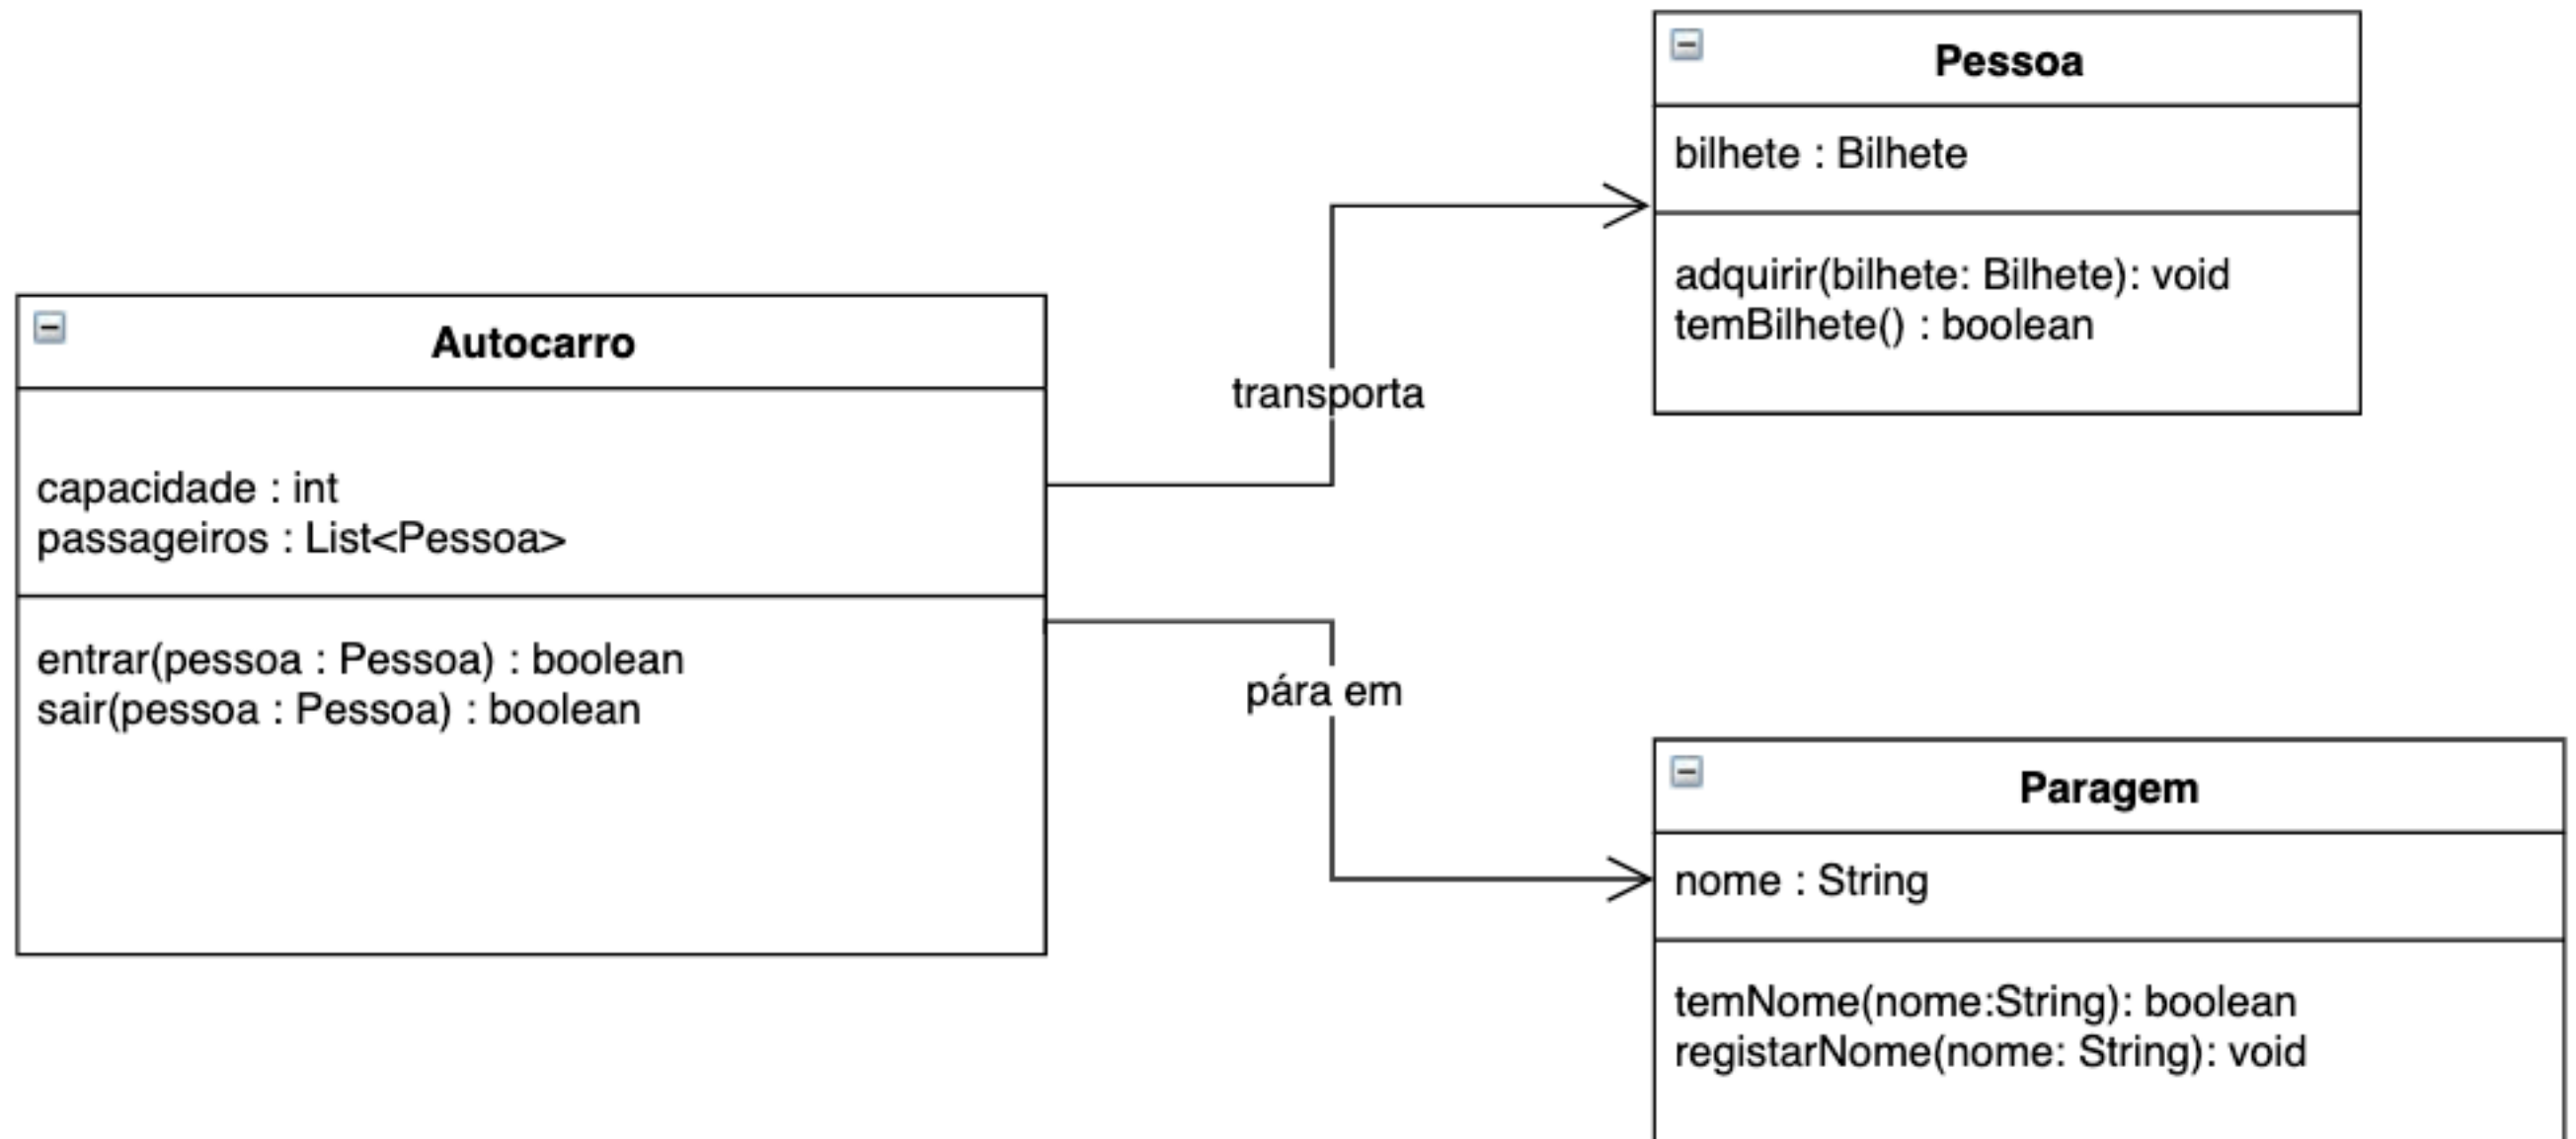 Pessoa
bilhete : Bilhete
adquirir(bilhete: Bilhete): void
temBilhete() : boolean
Autocarro
capacidade : int
passageiros : List<Pessoa>
entrar(pessoa : Pessoa) : boolean
sair(pessoa : Pessoa) : boolean
transporta
pára em
Paragem
nome : String
temNome(nome:String): boolean
registarNome(nome: String): void